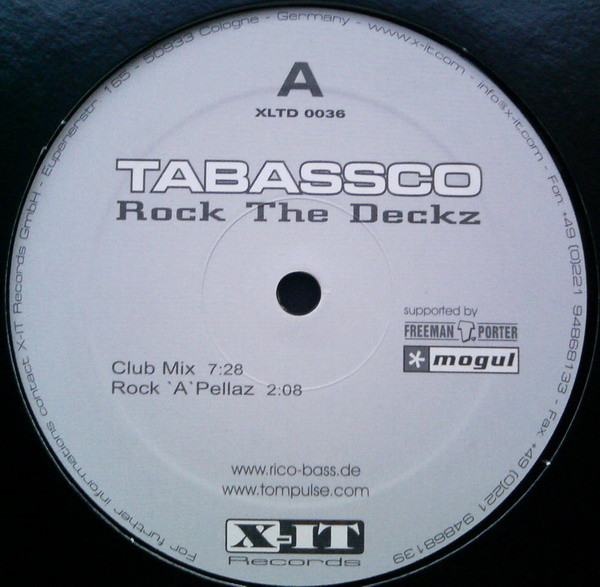 A
XLTD 0036
TABASSCO
Rock The Deckz
supported by
FREEMAN T. PORTER
* mogul
Club Mix 7:28
Rock `A` Pellaz 2:08
www.rico-bass.de
www.tompulse.com
X-IT
Records
For further informations contact X-IT Records GmbH - Eupenerstr 165 - 50933 Cologne - Germany - www.x-it.com - info@x-it.com - Fon: +49 (0)221 94868133 - Fax +49 (0)221 94868139